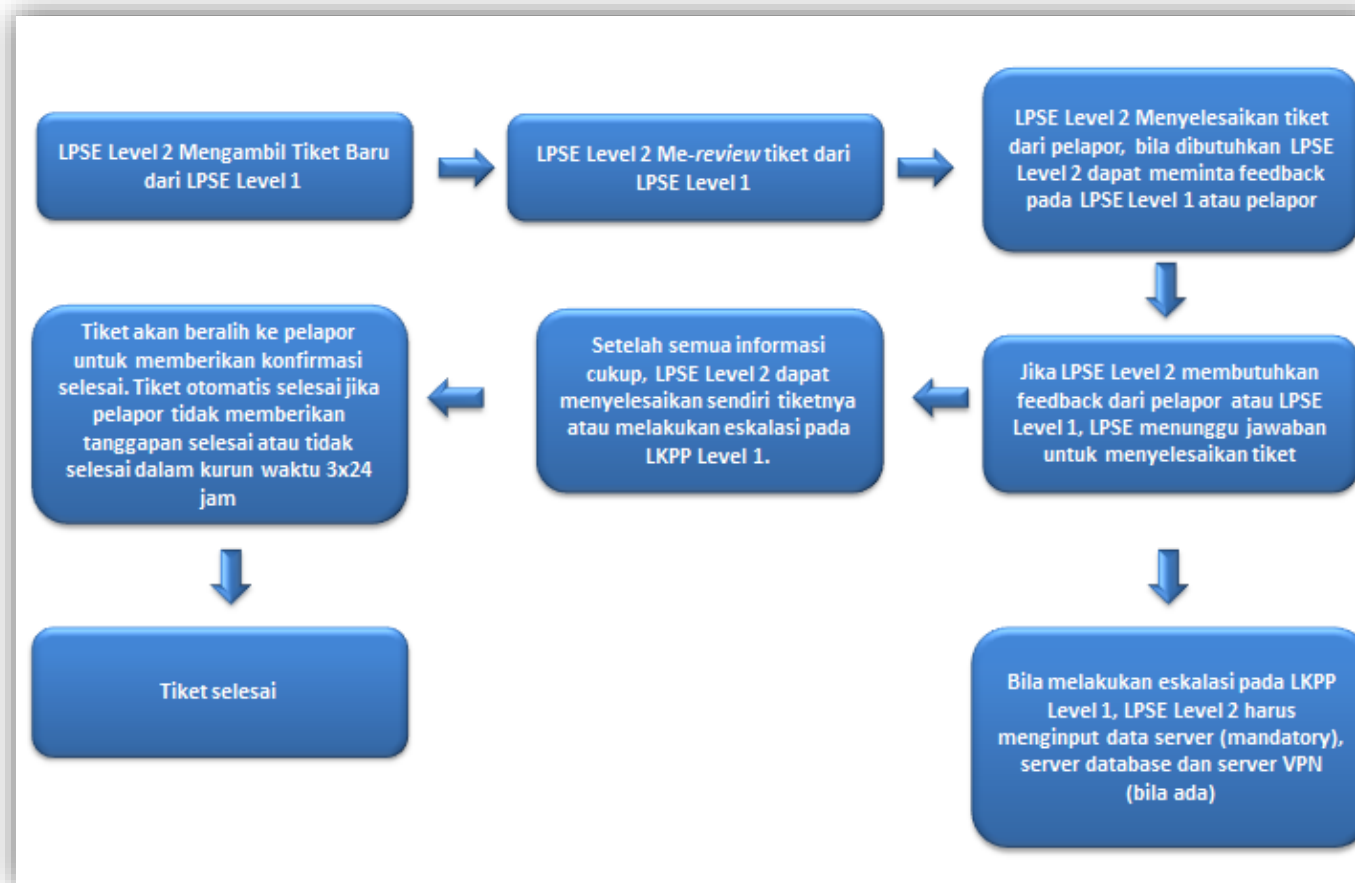 LPSE Level 2 Mengambil Tiket Baru
dari LPSE Level 1
LPSE Level 2 Me-review tiket dari
LPSE Level 1
LPSE Level 2 Menyelesaikan tiket
dari pelapor, bila dibutuhkan LPSE
Level 2 dapat meminta feedback
pada LPSE Level 1 atau pelapor
Jika LPSE Level 2 membutuhkan
feedback dari pelapor atau LPSE
Level 1, LPSE menunggu jawaban
untuk menyelesaikan tiket
Setelah semua informasi
cukup, LPSE Level 2 dapat
menyelesaikan sendiri tiketnya
atau melakukan eskalasi pada
LKPP Level 1.
Tiket akan beralih ke pelapor
untuk memberikan konfirmasi
selesai. Tiket otomatis selesai jika
pelapor tidak memberikan
tanggapan selesai atau tidak
selesai dalam kurun waktu 3x24
jam
Tiket selesai
Bila melakukan eskalasi pada LKPP
Level 1, LPSE Level 2 harus
menginput data server (mandatory),
server database dan server VPN
(bila ada)